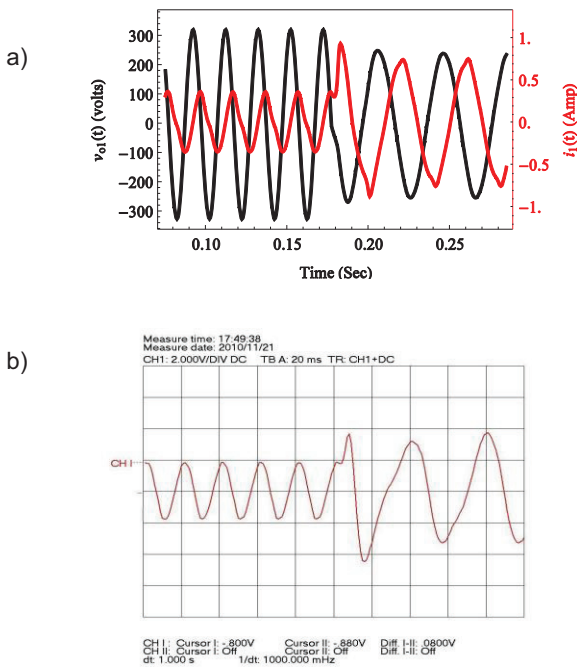 a)
300
200
100
0
−100
−200
−300
vo1(t) (volts)
1.
0.5
0.0
−0.5
−1.
i1(t) (Amp)
0.10 0.15 0.20 0.25
Time (Sec)
b)
Measure time: 17:49:38
Measure date: 2010/11/21
CH1: 2.000V/DIV DC TB A: 20 ms TR: CH1+DC
CH I
CH I : Cursor I: -.800V Cursor II: -.880V Diff. I-II: .0800V
CH II: Cursor I: Off Cursor II: Off Diff. I-II: Off
dt: 1.000 s 1/dt: 1000.000 mHz